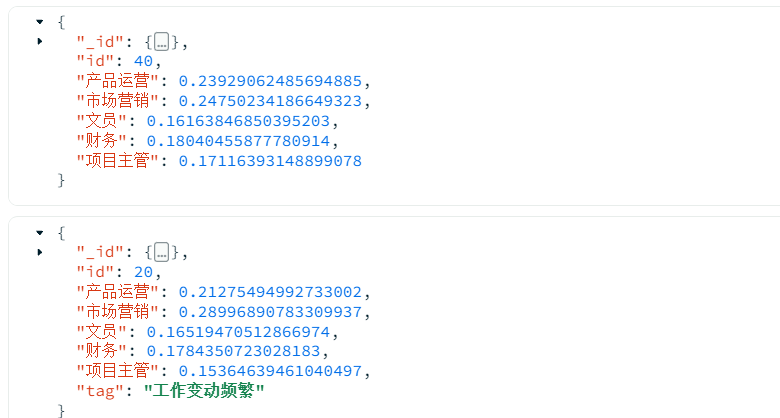 {
"_id": {…},
"id": 40,
"产品运营": 0.23929062485694885,
"市场营销": 0.24750234186649323,
"文员": 0.16163846850395203,
"财务": 0.18040455877780914,
"项目主管": 0.17116393148899078
}
{
"_id": {…},
"id": 20,
"产品运营": 0.21275494992733002,
"市场营销": 0.28996890783309937,
"文员": 0.16519470512866974,
"财务": 0.1784350723028183,
"项目主管": 0.15364639461040497,
"tag": "工作变动频繁"
}